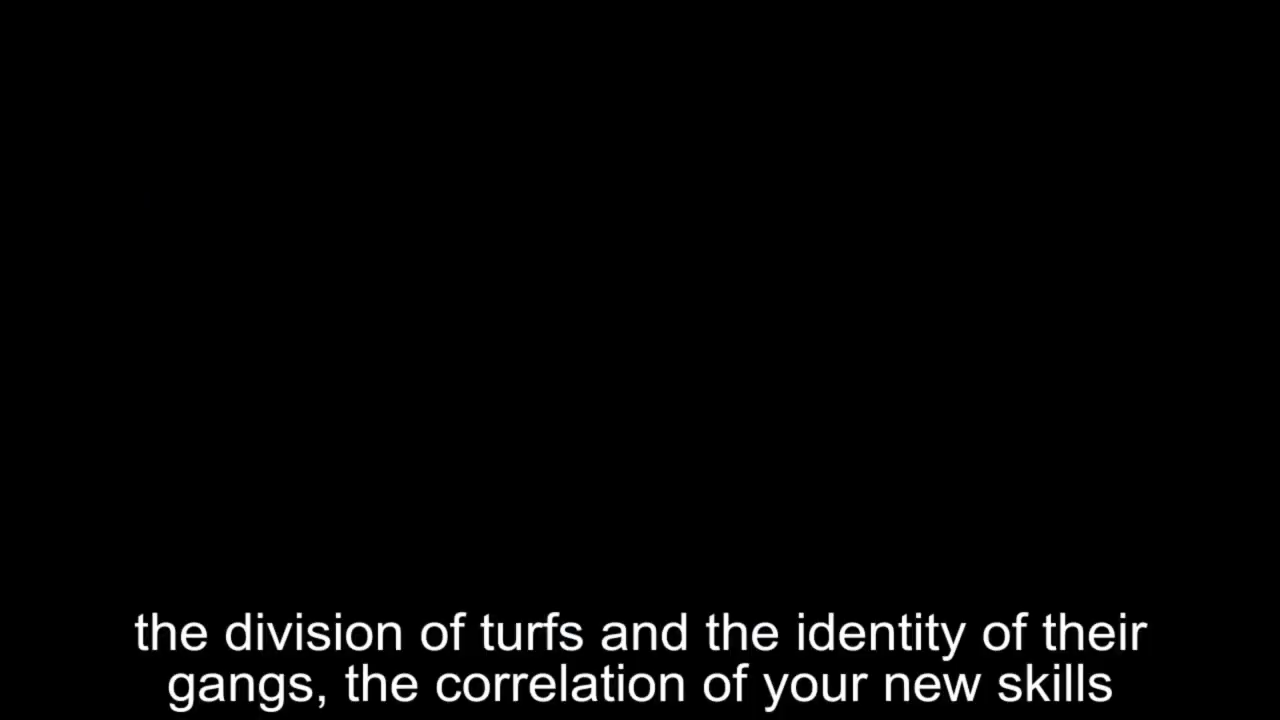 the division of turfs and the identity of their
gangs, the correlation of your new skills